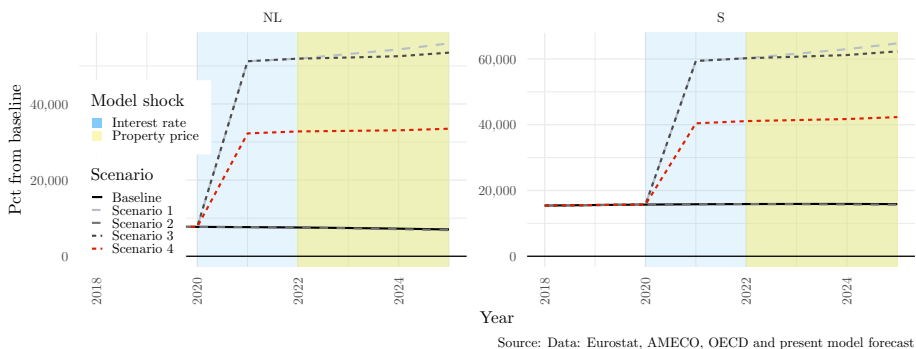 NL
S
Pct from baseline
40,000
20,000
0
60,000
40,000
20,000
0
Model shock
Interest rate
Property price
Scenario
Baseline
Scenario 1
Scenario 2
Scenario 3
Scenario 4
2018
2020
2022
2024
2018
2020
2022
2024
Year
Source: Data: Eurostat, AMECO, OECD and present model forecast